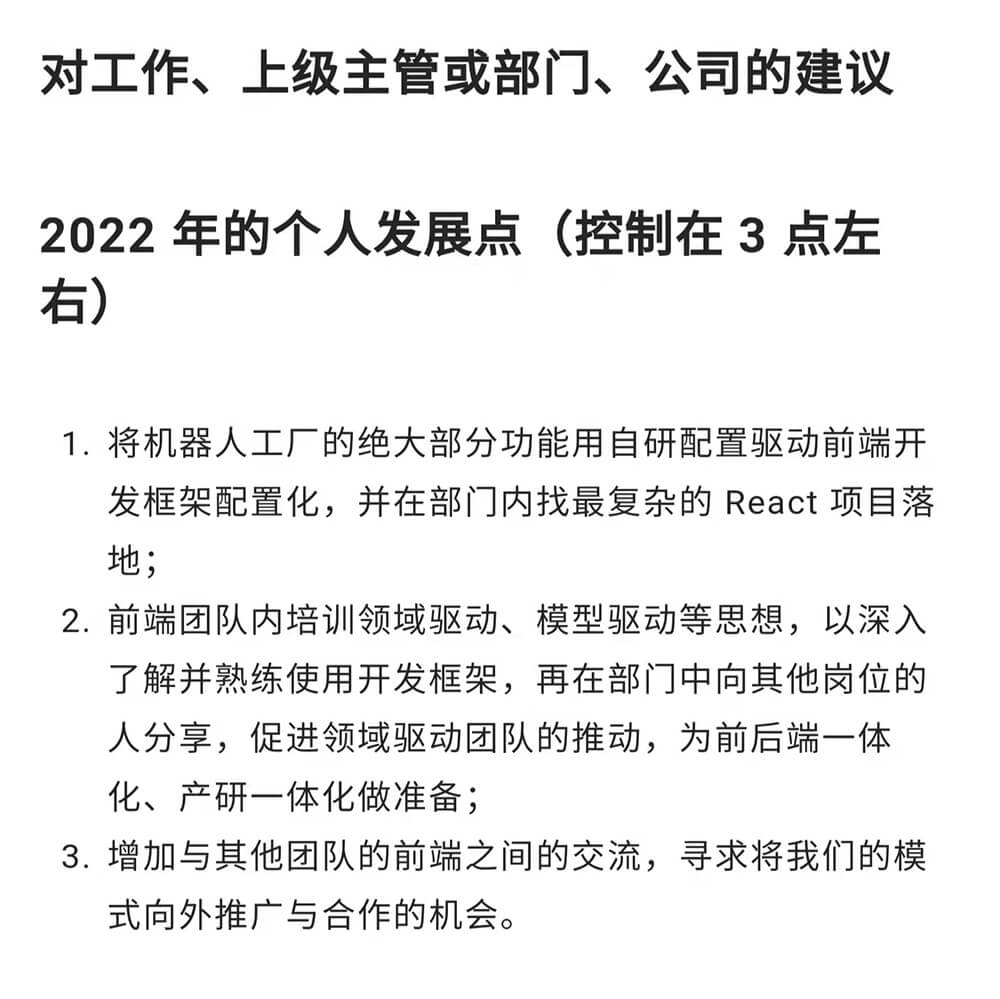 对工作、上级主管或部门、公司的建议
2022 年的个人发展点（控制在 3 点左
右）
1. 将机器人工厂的绝大部分功能用自研配置驱动前端开
发框架配置化，并在部门内找最复杂的 React 项目落
地；
2. 前端团队内培训领域驱动、模型驱动等思想，以深入
了解并熟练使用开发框架，再在部门中向其他岗位的
人分享，促进领域驱动团队的推动，为前后端一体
化、产研一体化做准备；
3. 增加与其他团队的前端之间的交流，寻求将我们的模
式向外推广与合作的机会。